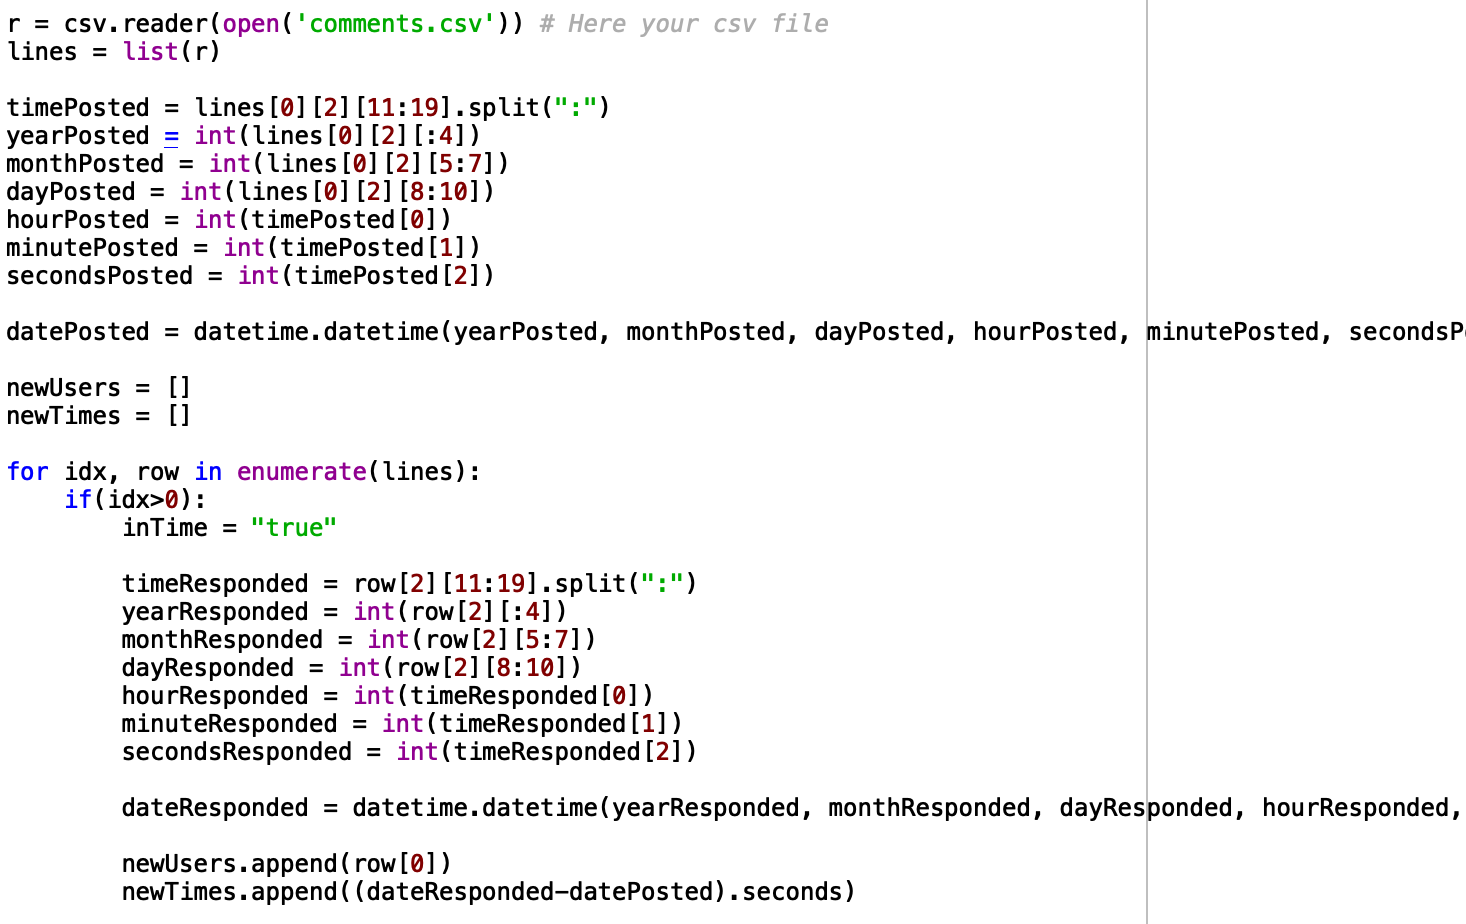 r = csv.reader(open('comments.csv')) # Here your csv file
lines = list(r)

timePosted = lines[0][2][11:19].split(":")
yearPosted = int(lines[0][2][:4])
monthPosted = int(lines[0][2][5:7])
dayPosted = int(lines[0][2][8:10])
hourPosted = int(timePosted[0])
minutePosted = int(timePosted[1])
secondsPosted = int(timePosted[2])

datePosted = datetime.datetime(yearPosted, monthPosted, dayPosted, hourPosted, minutePosted, secondsP

newUsers = []
newTimes = []

for idx, row in enumerate(lines):
    if(idx>0):
        inTime = "true"

        timeResponded = row[2][11:19].split(":")
        yearResponded = int(row[2][:4])
        monthResponded = int(row[2][5:7])
        dayResponded = int(row[2][8:10])
        hourResponded = int(timeResponded[0])
        minuteResponded = int(timeResponded[1])
        secondsResponded = int(timeResponded[2])

        dateResponded = datetime.datetime(yearResponded, monthResponded, dayResponded, hourResponded,

        newUsers.append(row[0])
        newTimes.append((dateResponded-datePosted).seconds)